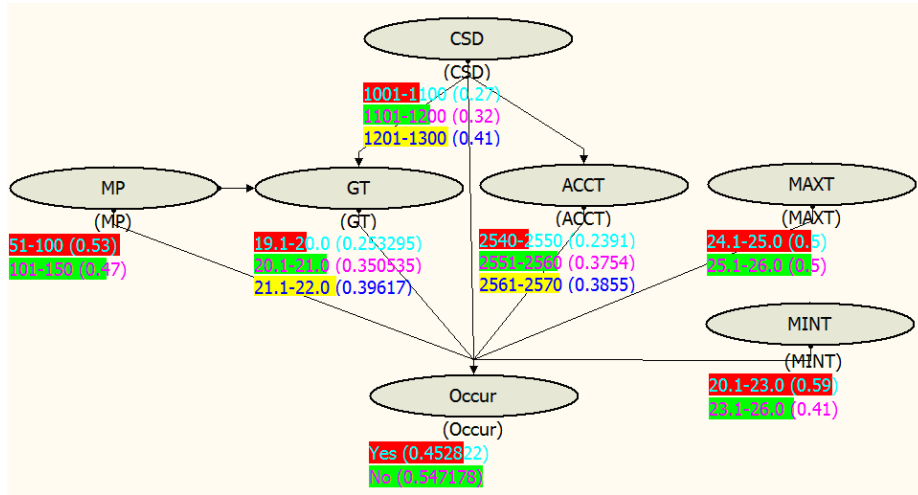 CSD
(CSD)
1001-1100 (0.27)
1101-1200 (0.32)
1201-1300 (0.41)
MP
(MP)
51-100 (0.53)
101-150 (0.47)
GT
(GT)
19.1-20.0 (0.253295)
20.1-21.0 (0.350535)
21.1-22.0 (0.39617)
ACCT
(ACCT)
2540-2550 (0.2391)
2551-2560 (0.3754)
2561-2570 (0.3855)
MAXT
(MAXT)
24.1-25.0 (0.5)
25.1-26.0 (0.5)
MINT
(MINT)
20.1-23.0 (0.59)
23.1-26.0 (0.41)
Occur
(Occur)
Yes (0.452822)
No (0.547178)